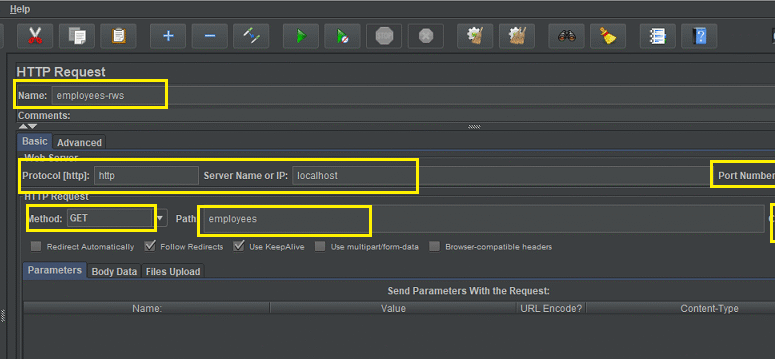 Help
HTTP Request
Name: employees-rws
Comments:
Basic Advanced
Web Server
Protocol [http]: http Server Name or IP: localhost Port Number
HTTP Request
Method: GET Path: employees
Redirect Automatically Follow Redirects Use KeepAlive Use multipart/form-data Browser-compatible headers
Parameters Body Data Files Upload
Send Parameters With the Request:
Name: Value URL Encode? Content-Type